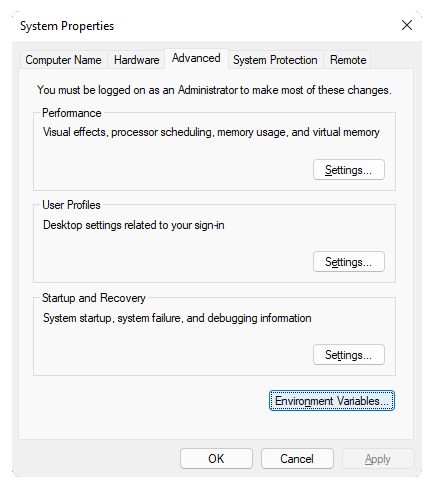 System Properties
Computer Name Hardware Advanced System Protection Remote
You must be logged on as an Administrator to make most of these changes.
Performance
Visual effects, processor scheduling, memory usage, and virtual memory
Settings...
User Profiles
Desktop settings related to your sign-in
Settings...
Startup and Recovery
System startup, system failure, and debugging information
Settings...
Environment Variables...
OK Cancel Apply